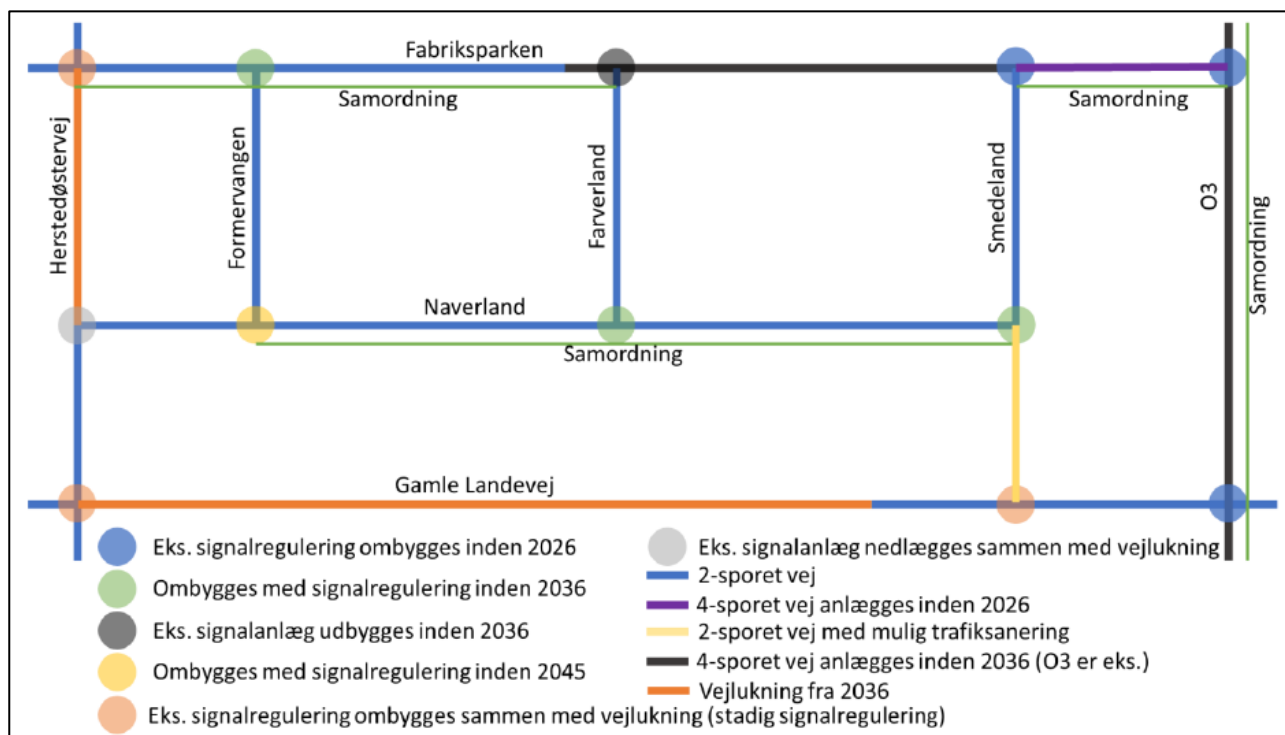 Fabriksparken
Samordning
Samordning
Herstedøstervej
Formervangen
Farverland
Smedeland
O3
Samordning
Naverland
Samordning
Gamle Landevej
Eks. signalregulering ombygges inden 2026
Ombygges med signalregulering inden 2036
Eks. signalanlæg udbygges inden 2036
Ombygges med signalregulering inden 2045
Eks. signalregulering ombygges sammen med vejlukning (stadig signalregulering)
Eks. signalanlæg nedlægges sammen med vejlukning
2-sporet vej
4-sporet vej anlægges inden 2026
2-sporet vej med mulig trafiksanering
4-sporet vej anlægges inden 2036 (O3 er eks.)
Vejlukning fra 2036